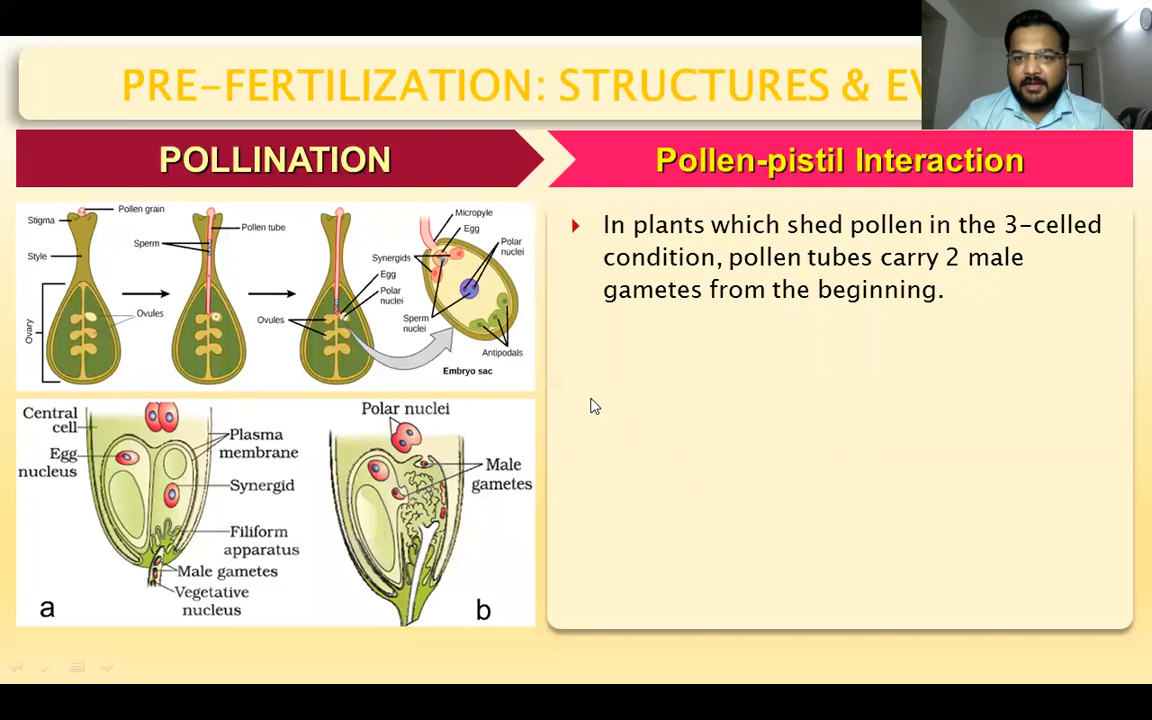 PRE-FERTILIZATION: STRUCTURES & EV
POLLINATION
Pollen-pistil Interaction
Pollen grain
Stigma
Style
Ovary
Ovules
Sperm
Pollen tube
Egg
Polar
nuclei
Ovules
Micropyle
Egg
Polar
nuclei
Synergids
Sperm
nuclei
Antipodals
Embryo sac
In plants which shed pollen in the 3-celled
condition, pollen tubes carry 2 male
gametes from the beginning.
Central
cell
Egg
nucleus
Plasma
membrane
Synergid
Filiform
apparatus
Male gametes
Vegetative
nucleus
a
Polar nuclei
Male
gametes
b